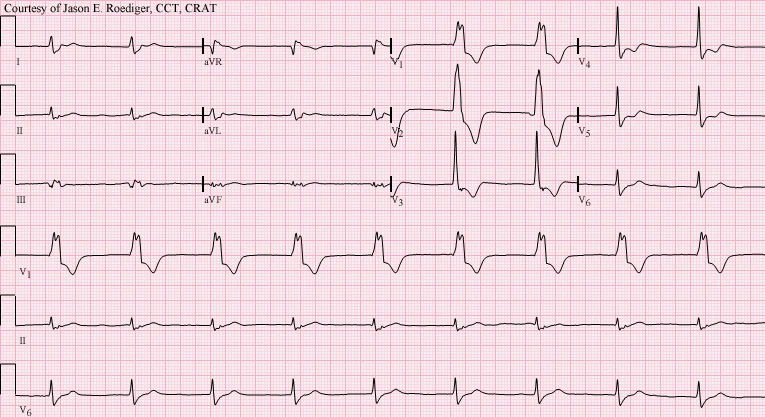 Courtesy of Jason E. Roediger, CCT, CRAT
I aVR V1 V4
II aVL V2 V5
III aVF V3 V6
V1
II
V6